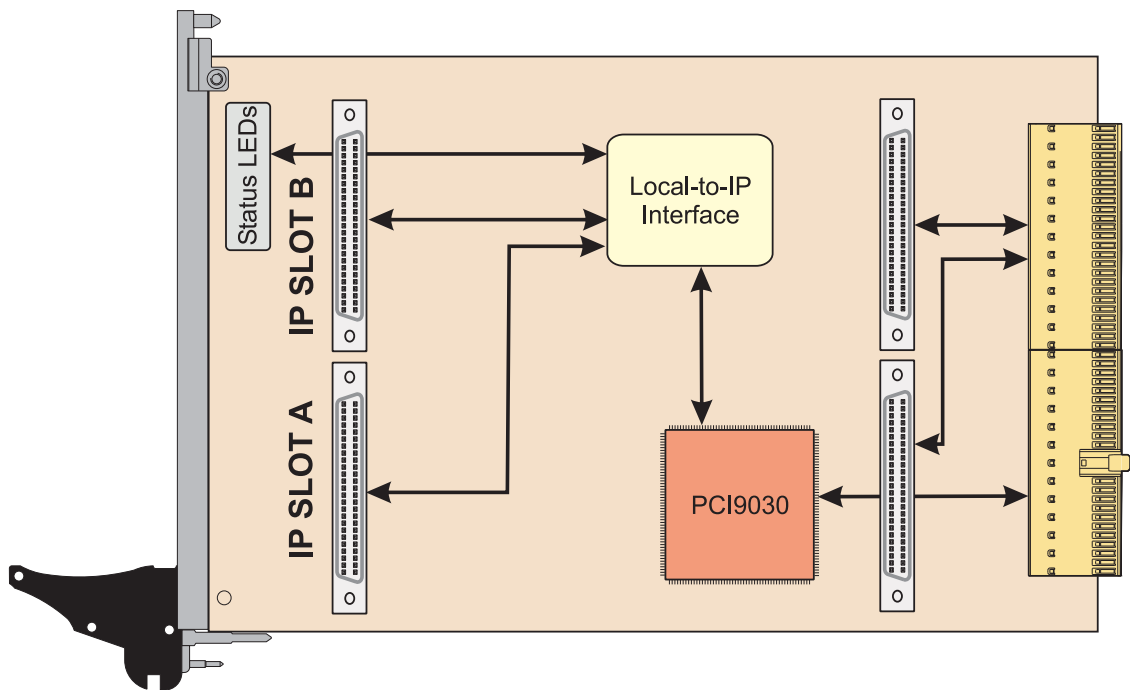 Status LEDs
IP SLOT B
IP SLOT A
Local-to-IP
Interface
PCI9030